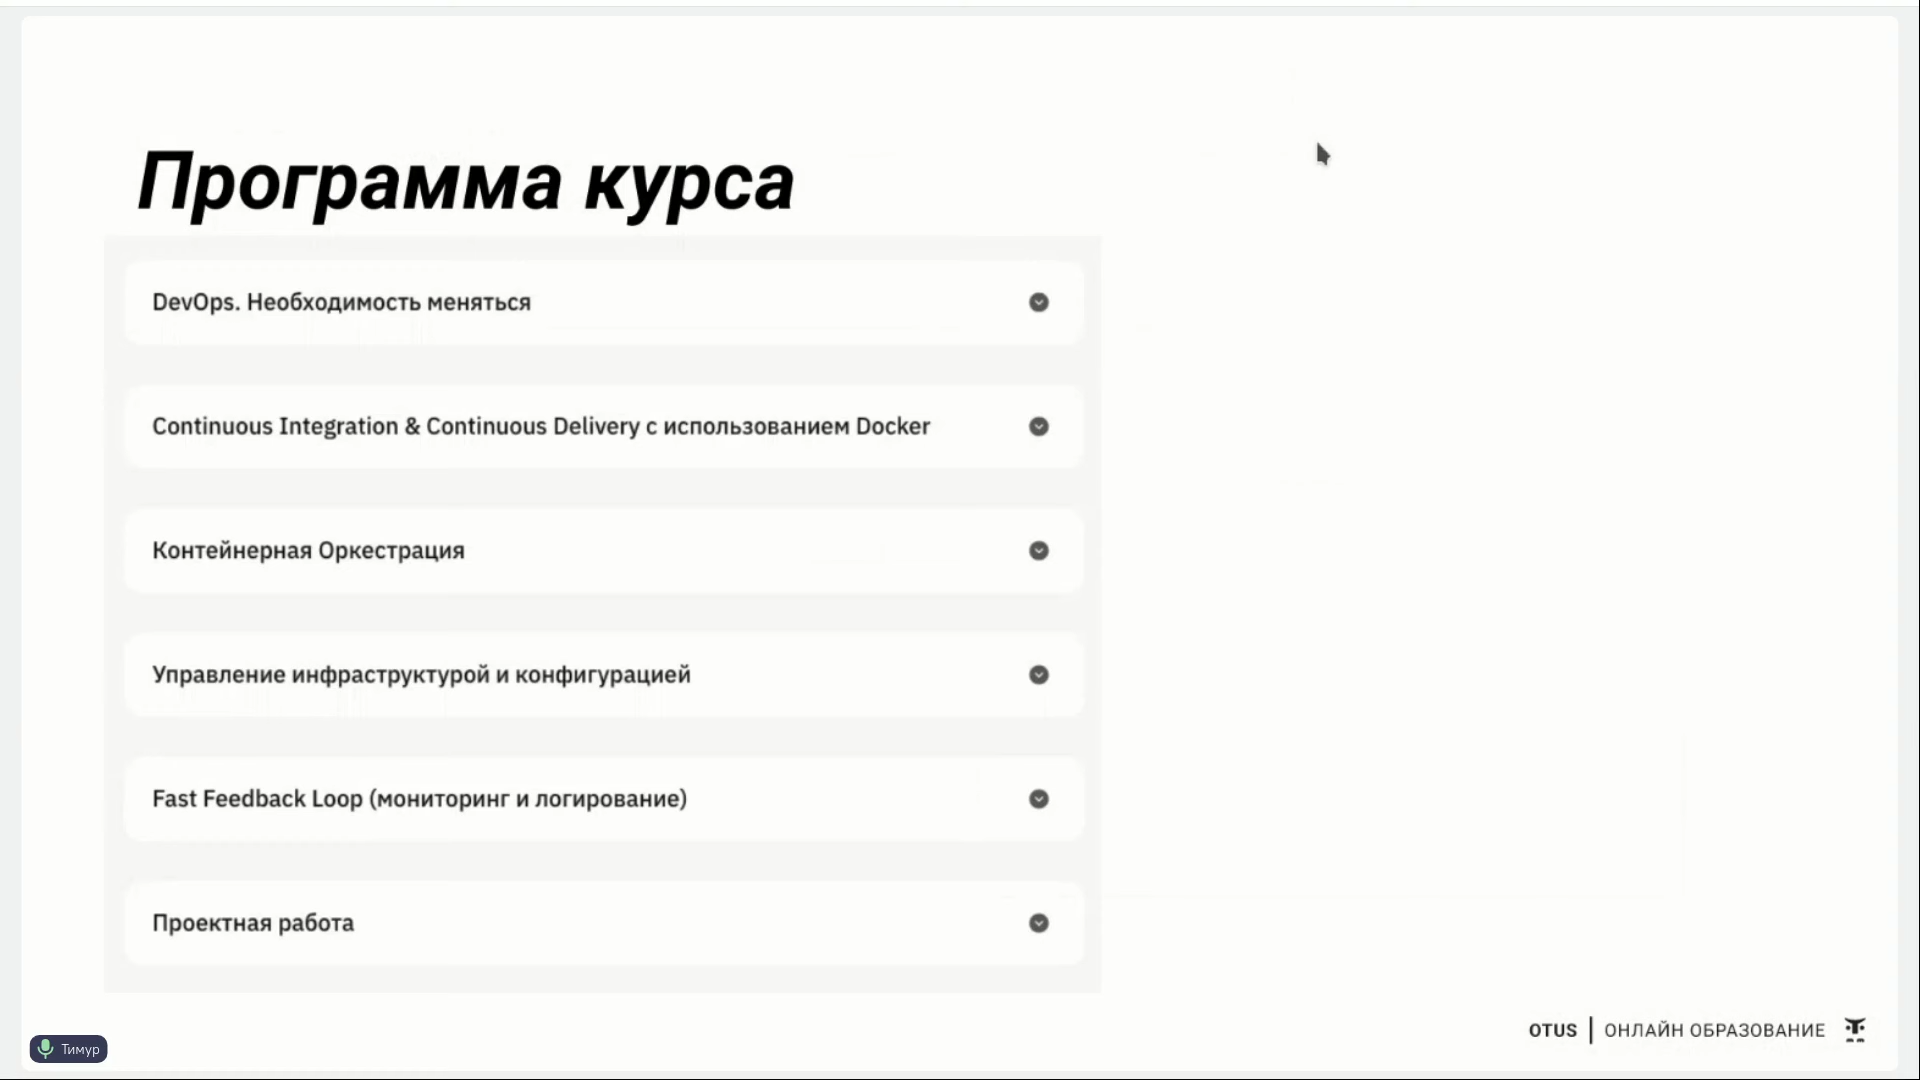 Программа курса
DevOps. Необходимость меняться
Continuous Integration & Continuous Delivery с использованием Docker
Контейнерная Оркестрация
Управление инфраструктурой и конфигурацией
Fast Feedback Loop (мониторинг и логирование)
Проектная работа
OTUS | ОНЛАЙН ОБРАЗОВАНИЕ
Тимур